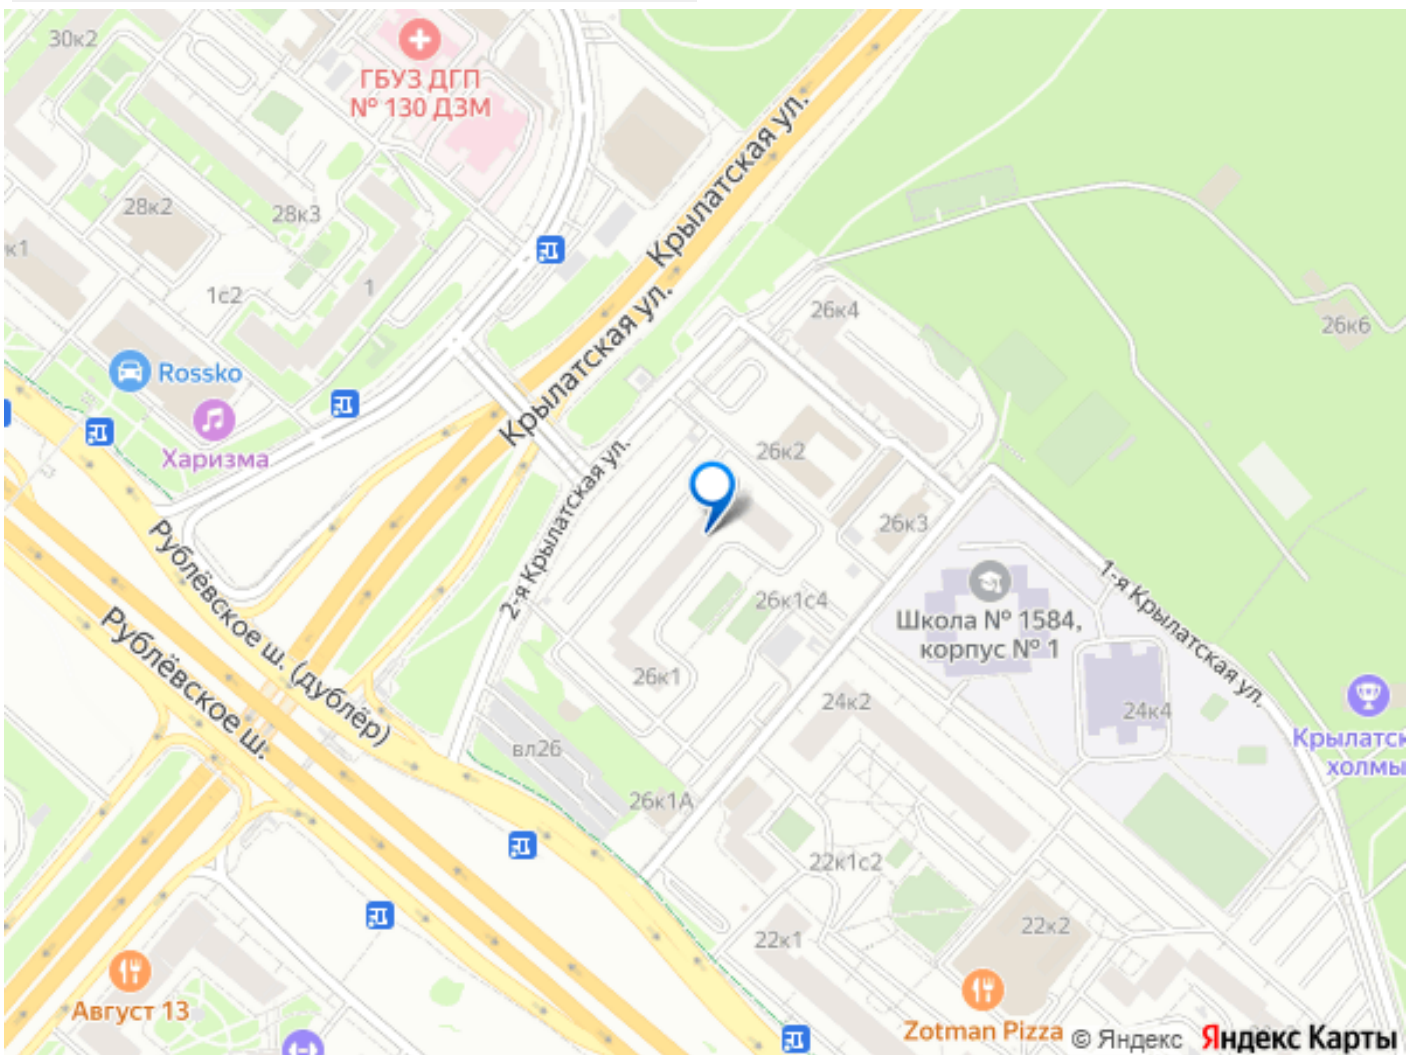 30к2
ГБУЗ ДГП
№ 130 ДЗМ
Крылатская ул.
28к2
28к3
к1
1с2
1
26к4
26к6
Крылатская ул.
Rossko
Харизма
26к2
2-я Крылатская ул.
26к3
Рублёвское ш. (дублёр)
Рублёвское ш.
1-я Крылатская ул.
26к1с4
Школа № 1584,
корпус № 1
26к1
24к2
24к4
вл26
Крылатск
холмы
26к1А
22к1с2
22к1
22к2
Август 13
Zotman Pizza
© Яндекс Яндекс Карты